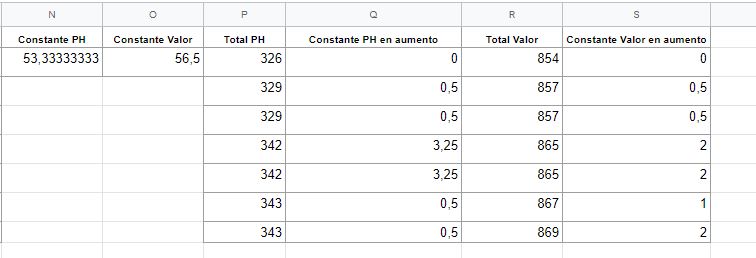 N O P Q R S
Constante PH Constante Valor Total PH Constante PH en aumento Total Valor Constante Valor en aumento
53,33333333 56,5 326 0 854 0
329 0,5 857 0,5
329 0,5 857 0,5
342 3,25 865 2
342 3,25 865 2
343 0,5 867 1
343 0,5 869 2